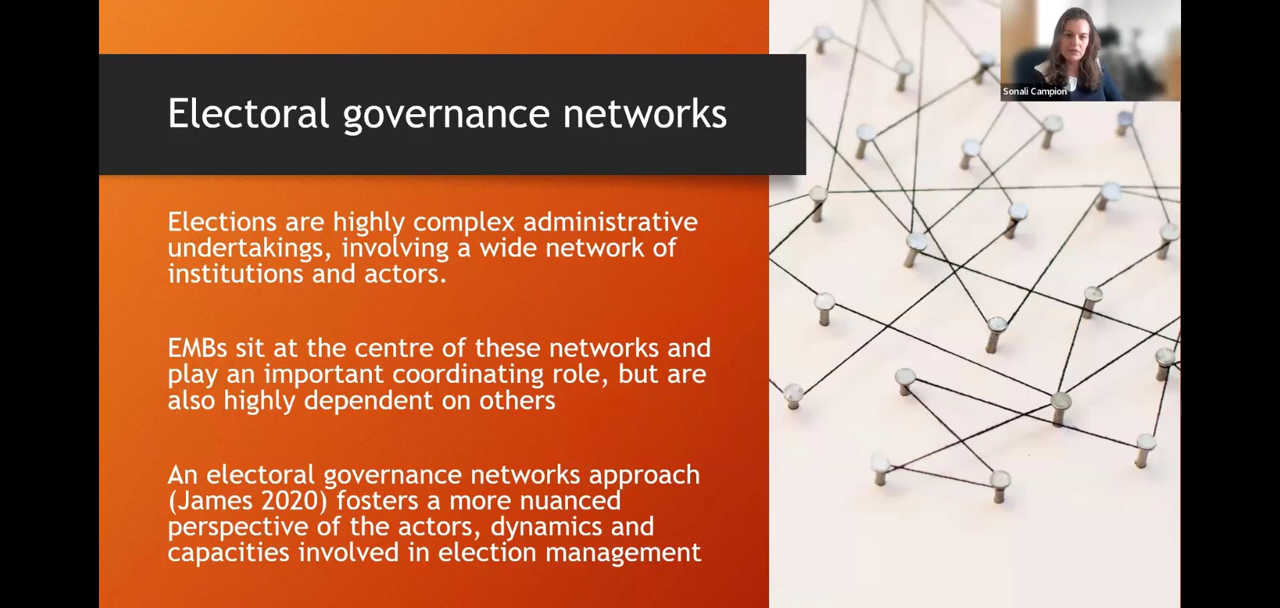 Electoral governance networks
Sonali Campion
Elections are highly complex administrative
undertakings, involving a wide network of
institutions and actors.
EMBs sit at the centre of these networks and
play an important coordinating role, but are
also highly dependent on others
An electoral governance networks approach
(James 2020) fosters a more nuanced
perspective of the actors, dynamics and
capacities involved in election management